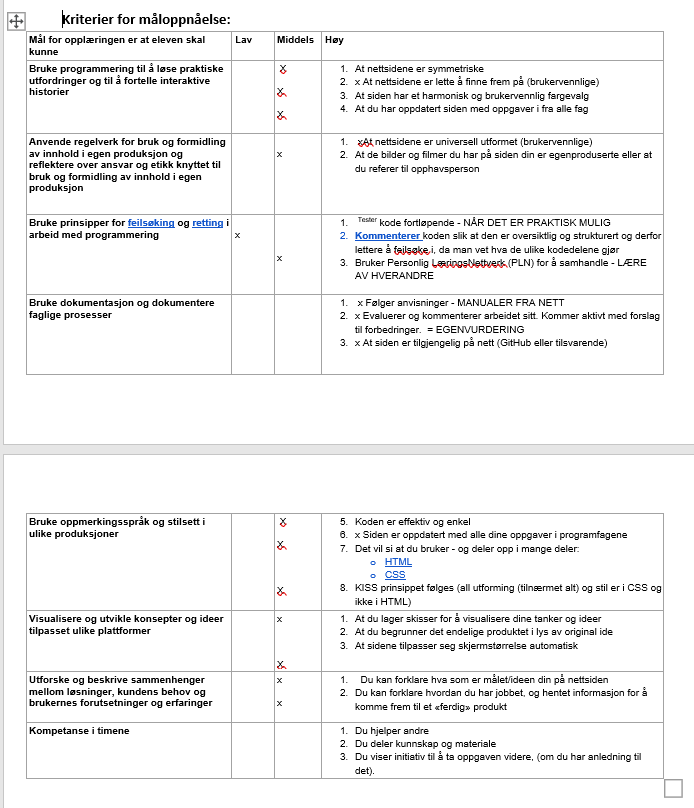 Kriterier for måloppnåelse:
Mål for opplæringen er at eleven skal kunne
Lav
Middels
Høy
Bruke programmering til å løse praktiske
utfordringer og til å fortelle interaktive
historier
x
x
x
1. At nettsidene er symmetriske
2. x At nettsidene er lette å finne frem på (brukervennlige)
3. At siden har et harmonisk og brukervennlig fargevalg
4. At du har oppdatert siden med oppgaver i fra alle fag
Anvende regelverk for bruk og formidling
av innhold i egen produksjon og
reflektere over ansvar og etikk knyttet til
bruk og formidling av innhold i egen
produksjon
x
1. xAt nettsidene er universell utformet (brukervennlige)
2. At de bilder og filmer du har på siden din er egenproduserte eller at
du referer til opphavsperson
Bruke prinsipper for feilsøking og retting i
arbeid med programmering
x
x
1. Tester kode fortløpende - NÅR DET ER PRAKTISK MULIG
2. Kommenterer koden slik at den er oversiktlig og strukturert og derfor
lettere å feilsøke i, da man vet hva de ulike kodedelene gjør
3. Bruker Personlig LæringsNettverk (PLN) for å samhandle - LÆRE
AV HVERANDRE
Bruke dokumentasjon og dokumentere
faglige prosesser
1. x Følger anvisninger - MANUALER FRA NETT
2. x Evaluerer og kommenterer arbeidet sitt. Kommer aktivt med forslag
til forbedringer. = EGENVURDERING
3. x At siden er tilgjengelig på nett (GitHub eller tilsvarende)
Bruke oppmerkingsspråk og stilsett i
ulike produksjoner
x
x
x
5. Koden er effektiv og enkel
6. x Siden er oppdatert med alle dine oppgaver i programfagene
7. Det vil si at du bruker - og deler opp i mange deler:
o HTML
o CSS
8. KISS prinsippet følges (all utforming (tilnærmet alt) og stil er i CSS og
ikke i HTML)
Visualisere og utvikle konsepter og ideer
tilpasset ulike plattformer
x
x
1. At du lager skisser for å visualisere dine tanker og ideer
2. At du begrunner det endelige produktet i lys av original ide
3. At sidene tilpasser seg skjermstørrelse automatisk
Utforske og beskrive sammenhenger
mellom løsninger, kundens behov og
brukernes forutsetninger og erfaringer
x
x
1. Du kan forklare hva som er målet/ideen din på nettsiden
2. Du kan forklare hvordan du har jobbet, og hentet informasjon for å
komme frem til et «ferdig» produkt
Kompetanse i timene
1. Du hjelper andre
2. Du deler kunnskap og materiale
3. Du viser initiativ til å ta oppgaven videre, (om du har anledning til
det).